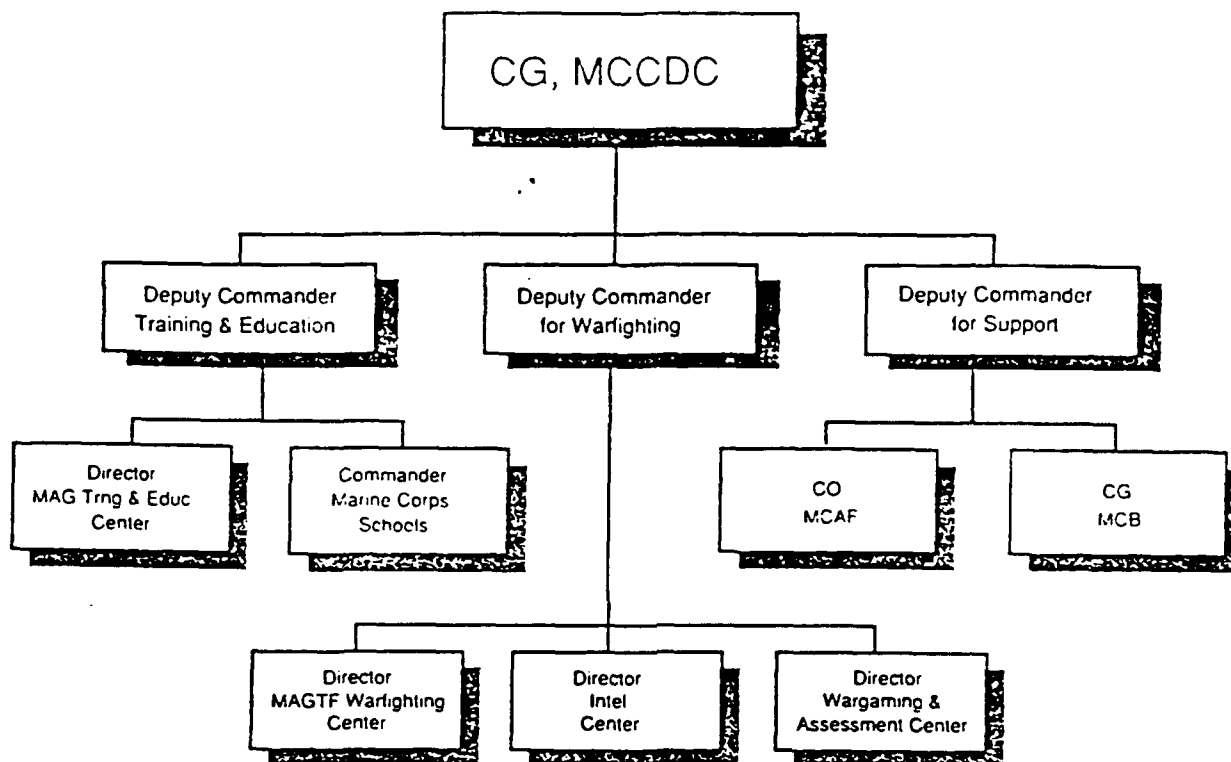 CG, MCCDC
Deputy Commander
Training & Education
Deputy Commander
for Warfighting
Deputy Commander
for Support
Director
MAG Trng & Educ
Center
Commander
Marine Corps
Schools
CO
MCAF
CG
MCB
Director
MAGTF Warfighting
Center
Director
Intel
Center
Director
Wargaming &
Assessment Center